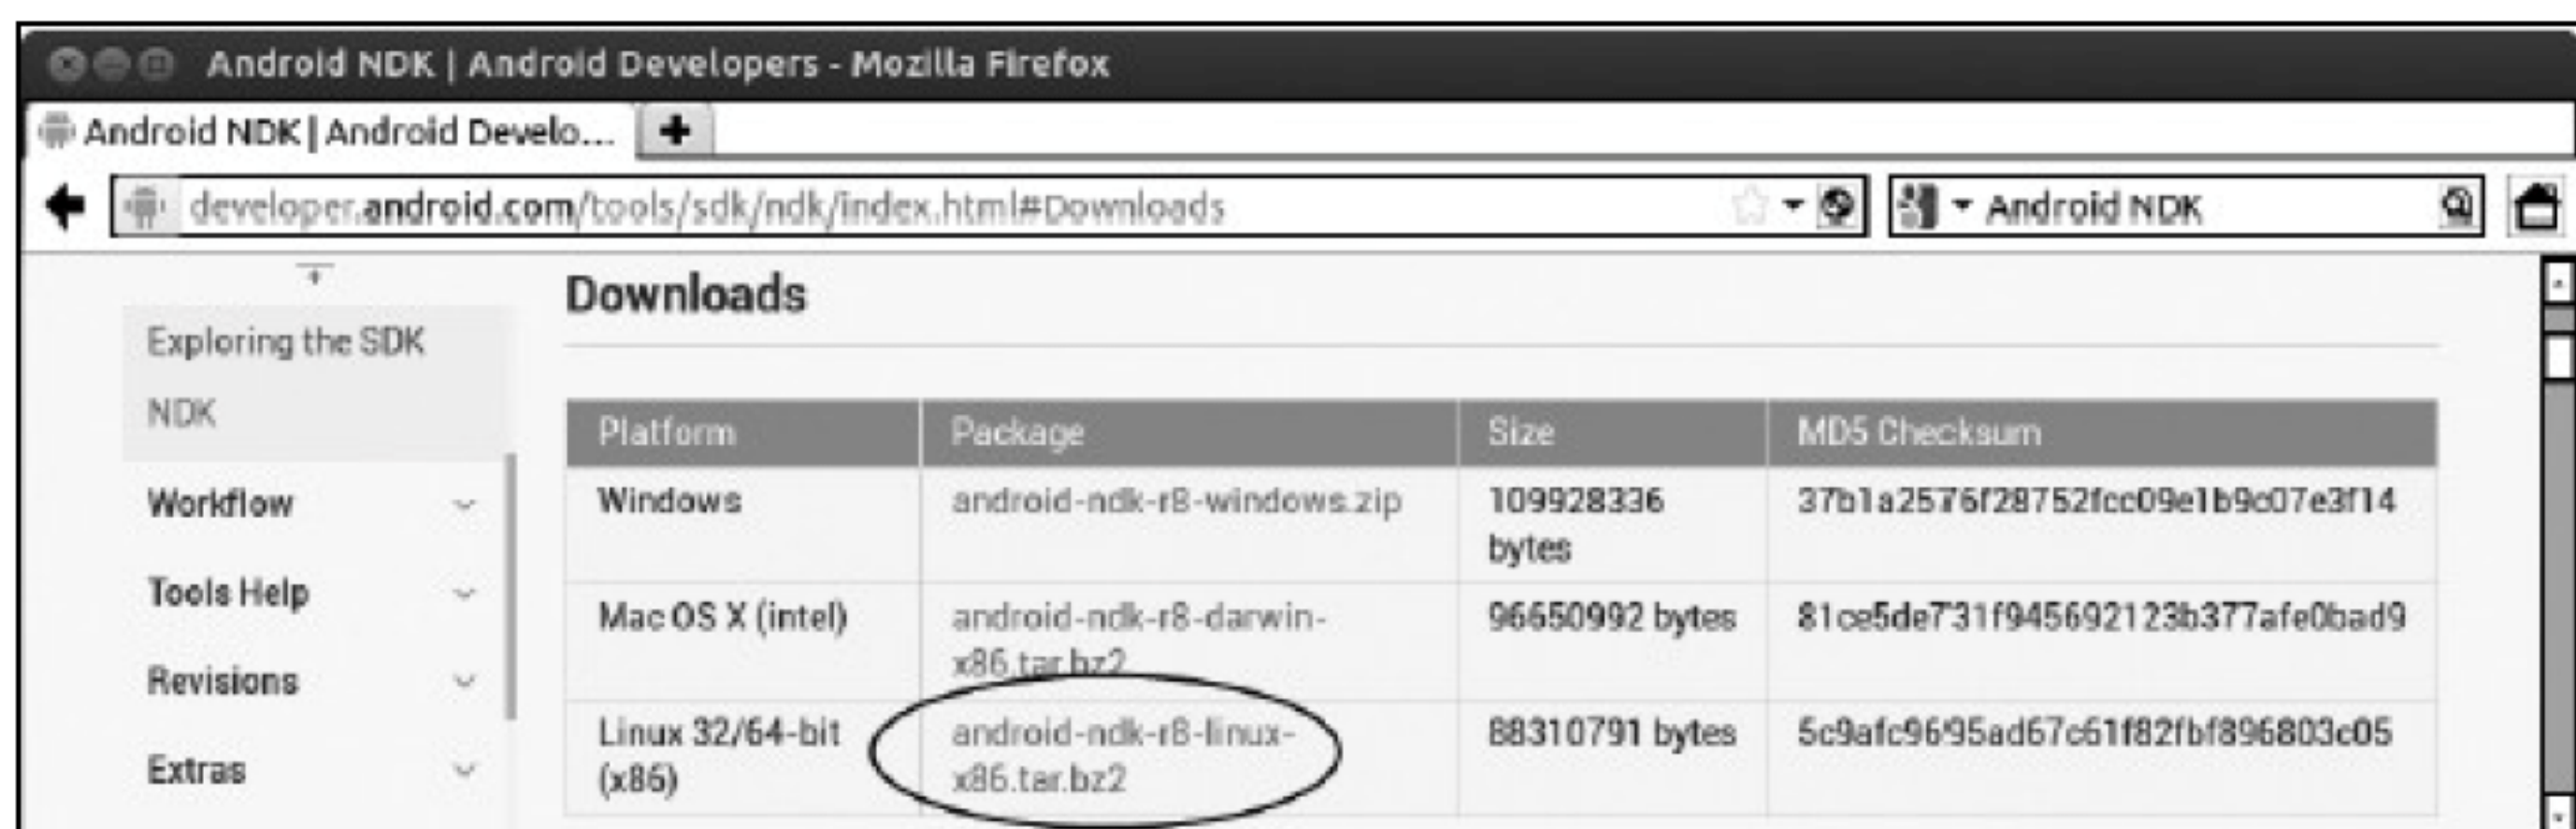 Android NDK | Android Developers - Mozilla Firefox
Android NDK | Android Develo...
developer.android.com/tools/sdk/ndk/index.html#Downloads
Android NDK
Downloads
Exploring the SDK
NDK
Workflow
Tools Help
Revisions
Extras
Platform Package Size MD5 Checksum
Windows android-ndk-r8-windows.zip 109928336 37b1a2576f28752fcc09e1b9c07e3f14
bytes
Mac OS X (intel) android-ndk-r8-darwin- 96650992 bytes 81ce5de731f945692123b377afe0bad9
x86.tar.bz2
Linux 32/64-bit android-ndk-r8-linux- 88310791 bytes 5c9afc9695ad67c61f82fbf896803c05
(x86) x86.tar.bz2